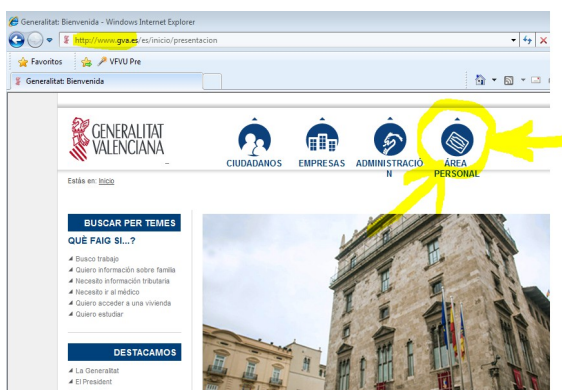 Generalitat: Bienvenida - Windows Internet Explorer
http://www.gva.es/es/inicio/presentacion
Favoritos VFVU Pre
Generalitat: Bienvenida
GENERALITAT
VALENCIANA
CIUDADANOS EMPRESAS ADMINISTRACIÓ
N
ÁREA
PERSONAL
Estás en: Inicio
BUSCAR PER TEMES
QUÈ FAIG SI...?
Busco trabajo
Quiero información sobre familia
Necesito información tributaria
Necesito ir al médico
Quiero acceder a una vivienda
Quiero estudiar
DESTACAMOS
La Generalitat
El President